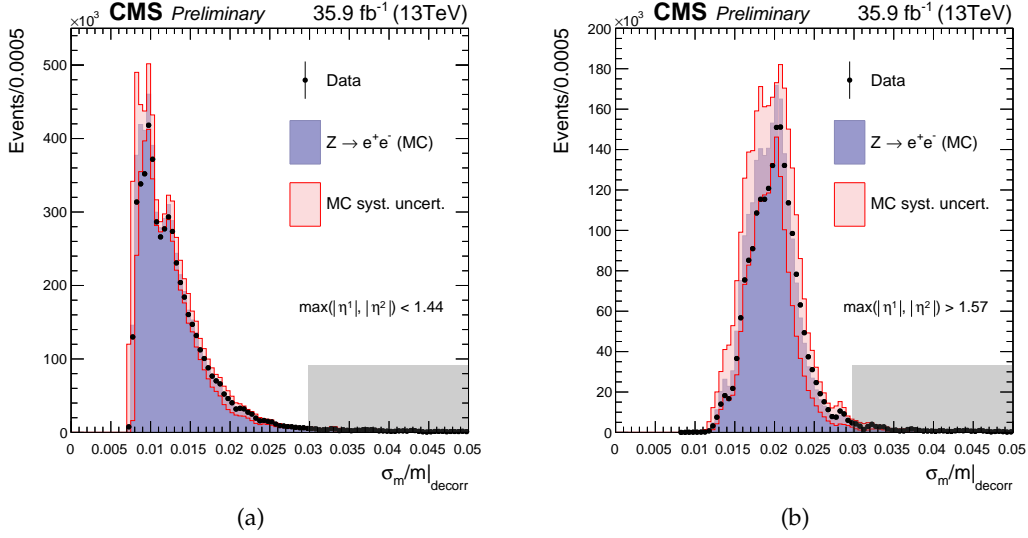 CMS Preliminary 35.9 fb⁻¹ (13TeV)
×10³
Events/0.0005
500
400
300
200
100
0
Data
Z → e⁺e⁻ (MC)
MC syst. uncert.
max(|η¹|, |η²|) < 1.44
0 0.005 0.01 0.015 0.02 0.025 0.03 0.035 0.04 0.045 0.05
σₘ/m|decorr
(a)
CMS Preliminary 35.9 fb⁻¹ (13TeV)
×10³
Events/0.0005
200
180
160
140
120
100
80
60
40
20
0
Data
Z → e⁺e⁻ (MC)
MC syst. uncert.
max(|η¹|, |η²|) > 1.57
0 0.005 0.01 0.015 0.02 0.025 0.03 0.035 0.04 0.045 0.05
σₘ/m|decorr
(b)